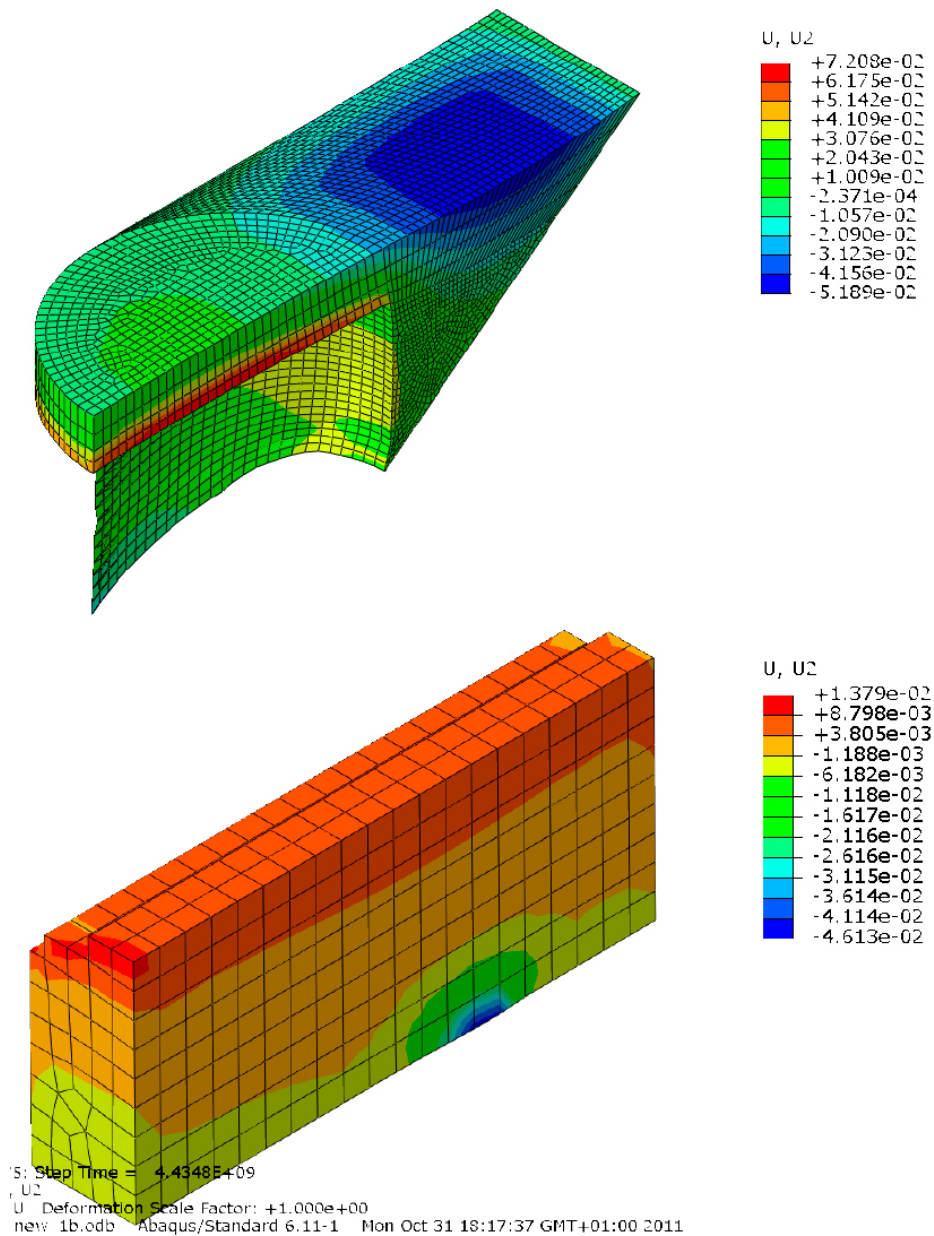 U, U2
+7.208e-02
+6.175e-02
+5.142e-02
+4.109e-02
+3.076e-02
+2.043e-02
+1.009e-02
-2.371e-04
-1.057e-02
-2.090e-02
-3.123e-02
-4.156e-02
-5.189e-02
U, U2
+1.379e-02
+8.798e-03
+3.805e-03
-1.188e-03
-6.182e-03
-1.118e-02
-1.617e-02
-2.116e-02
-2.616e-02
-3.115e-02
-3.614e-02
-4.114e-02
-4.613e-02
s: Step Time = 4.4348E+09
, U2
U Deformation Scale Factor: +1.000e+00
new_1b.odb Abaqus/Standard 6.11-1 Mon Oct 31 18:17:37 GMT+01:00 2011